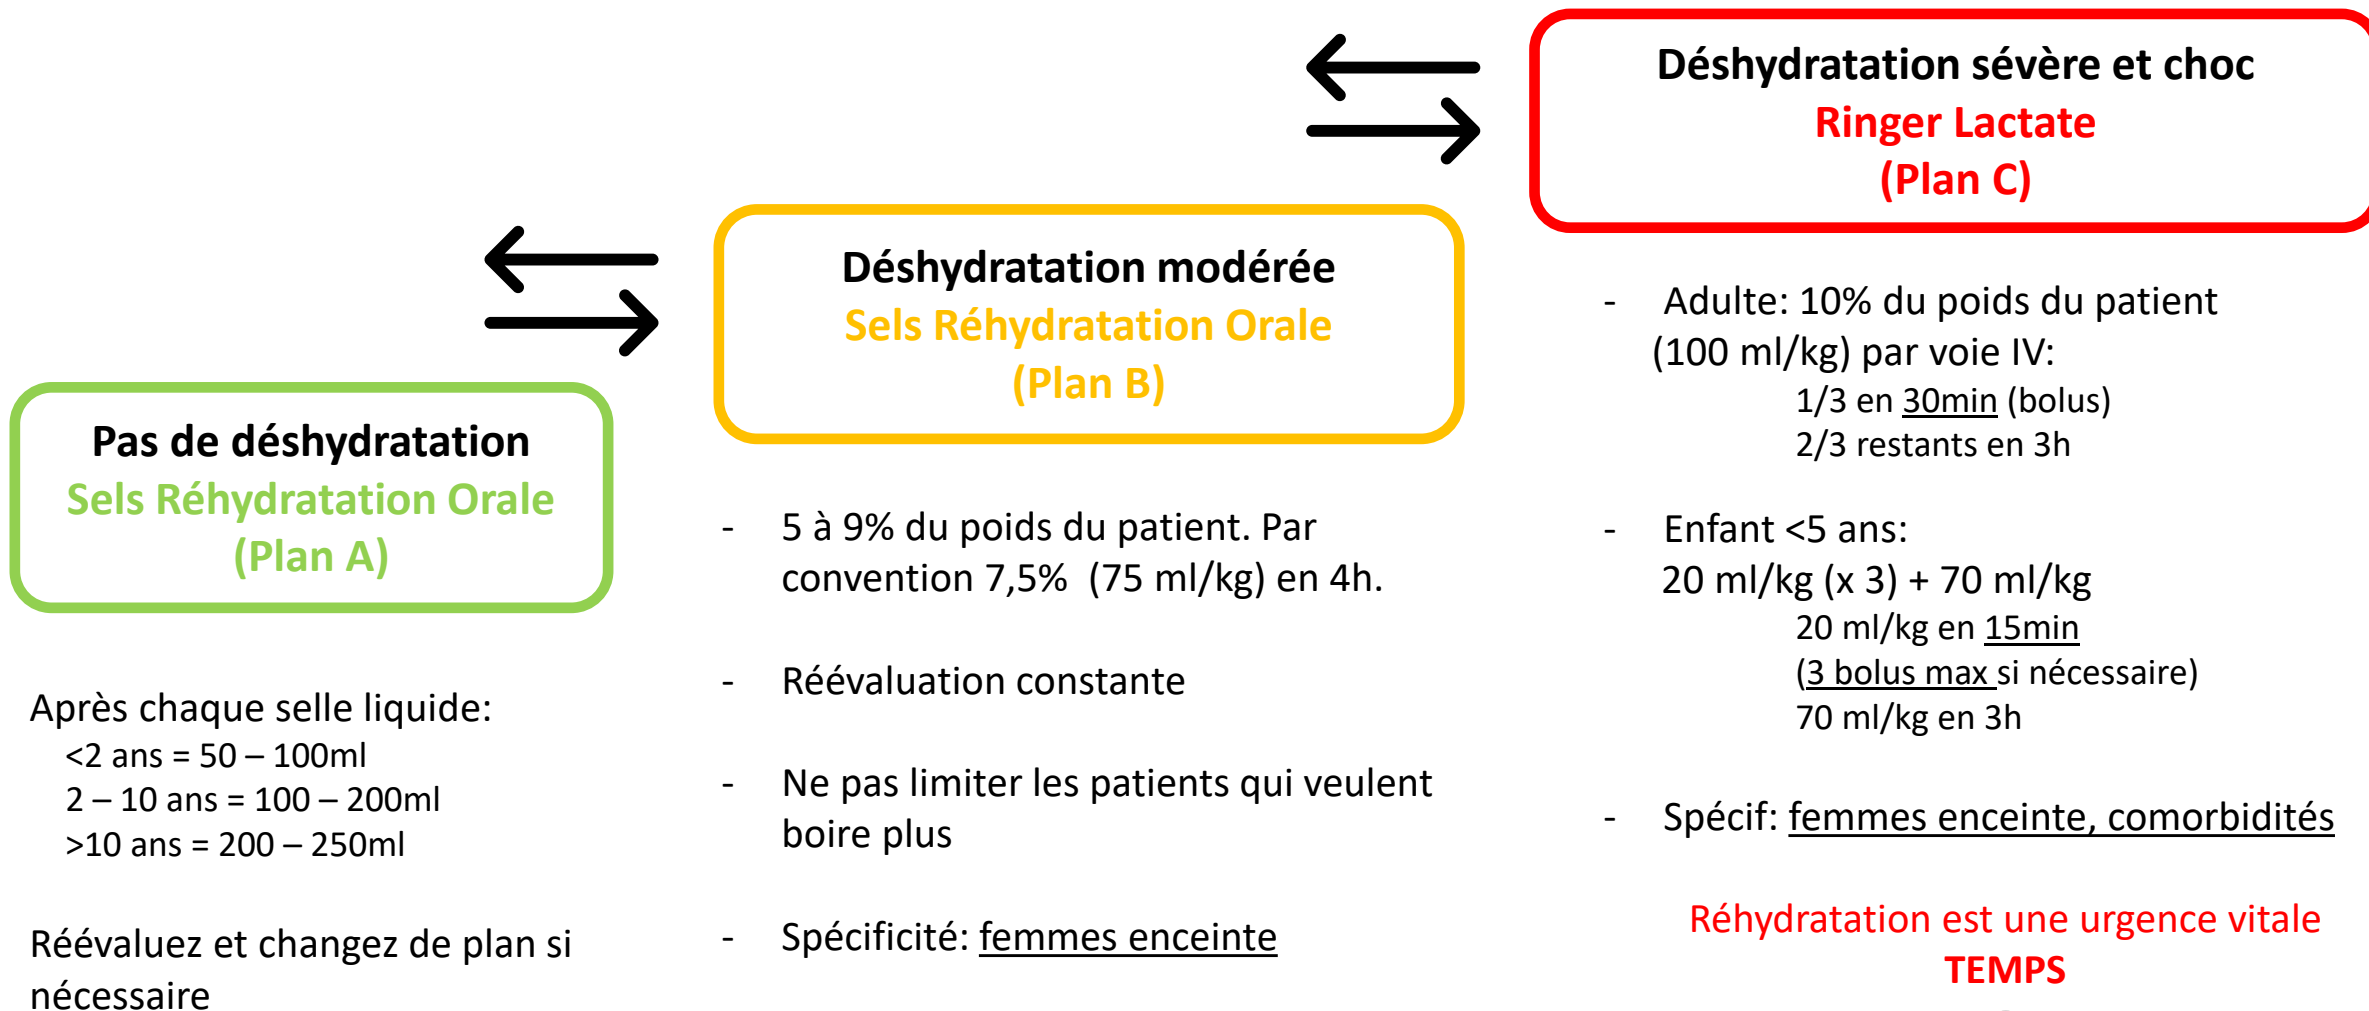 Pas de déshydratation
Sels Réhydratation Orale
(Plan A)
Après chaque selle liquide:
<2 ans = 50 – 100ml
2 – 10 ans = 100 – 200ml
>10 ans = 200 – 250ml
Réévaluez et changez de plan si
nécessaire
Déshydratation modérée
Sels Réhydratation Orale
(Plan B)
- 5 à 9% du poids du patient. Par
convention 7,5% (75 ml/kg) en 4h.
- Réévaluation constante
- Ne pas limiter les patients qui veulent
boire plus
- Spécificité: femmes enceinte
Déshydratation sévère et choc
Ringer Lactate
(Plan C)
- Adulte: 10% du poids du patient
(100 ml/kg) par voie IV:
1/3 en 30min (bolus)
2/3 restants en 3h
- Enfant <5 ans:
20 ml/kg (x 3) + 70 ml/kg
20 ml/kg en 15min
(3 bolus max si nécessaire)
70 ml/kg en 3h
- Spécif: femmes enceinte, comorbidités
Réhydratation est une urgence vitale
TEMPS